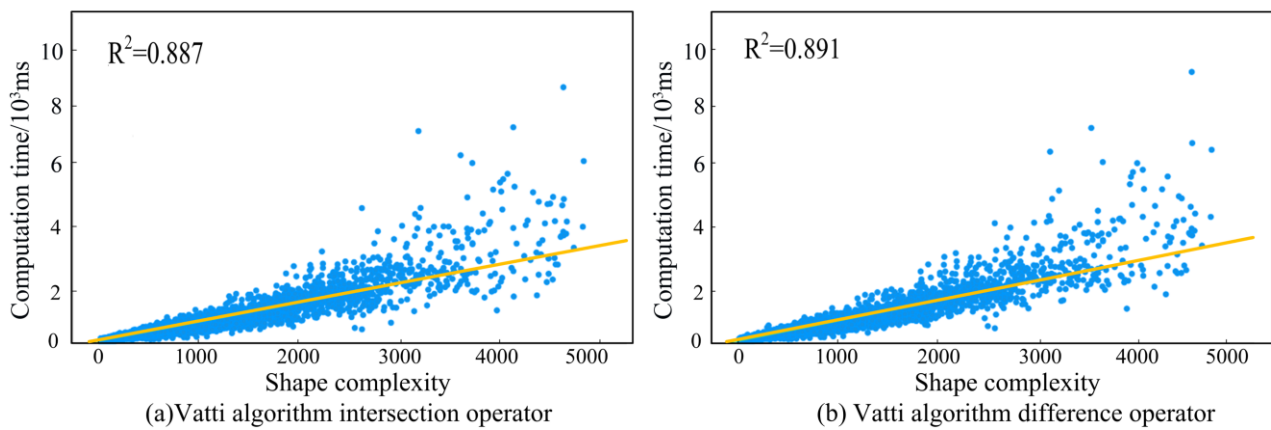 R²=0.887
Computation time/10³ms
10
8
6
4
2
0
0 1000 2000 3000 4000 5000
Shape complexity
(a)Vatti algorithm intersection operator
R²=0.891
Computation time/10³ms
10
8
6
4
2
0
0 1000 2000 3000 4000 5000
Shape complexity
(b) Vatti algorithm difference operator